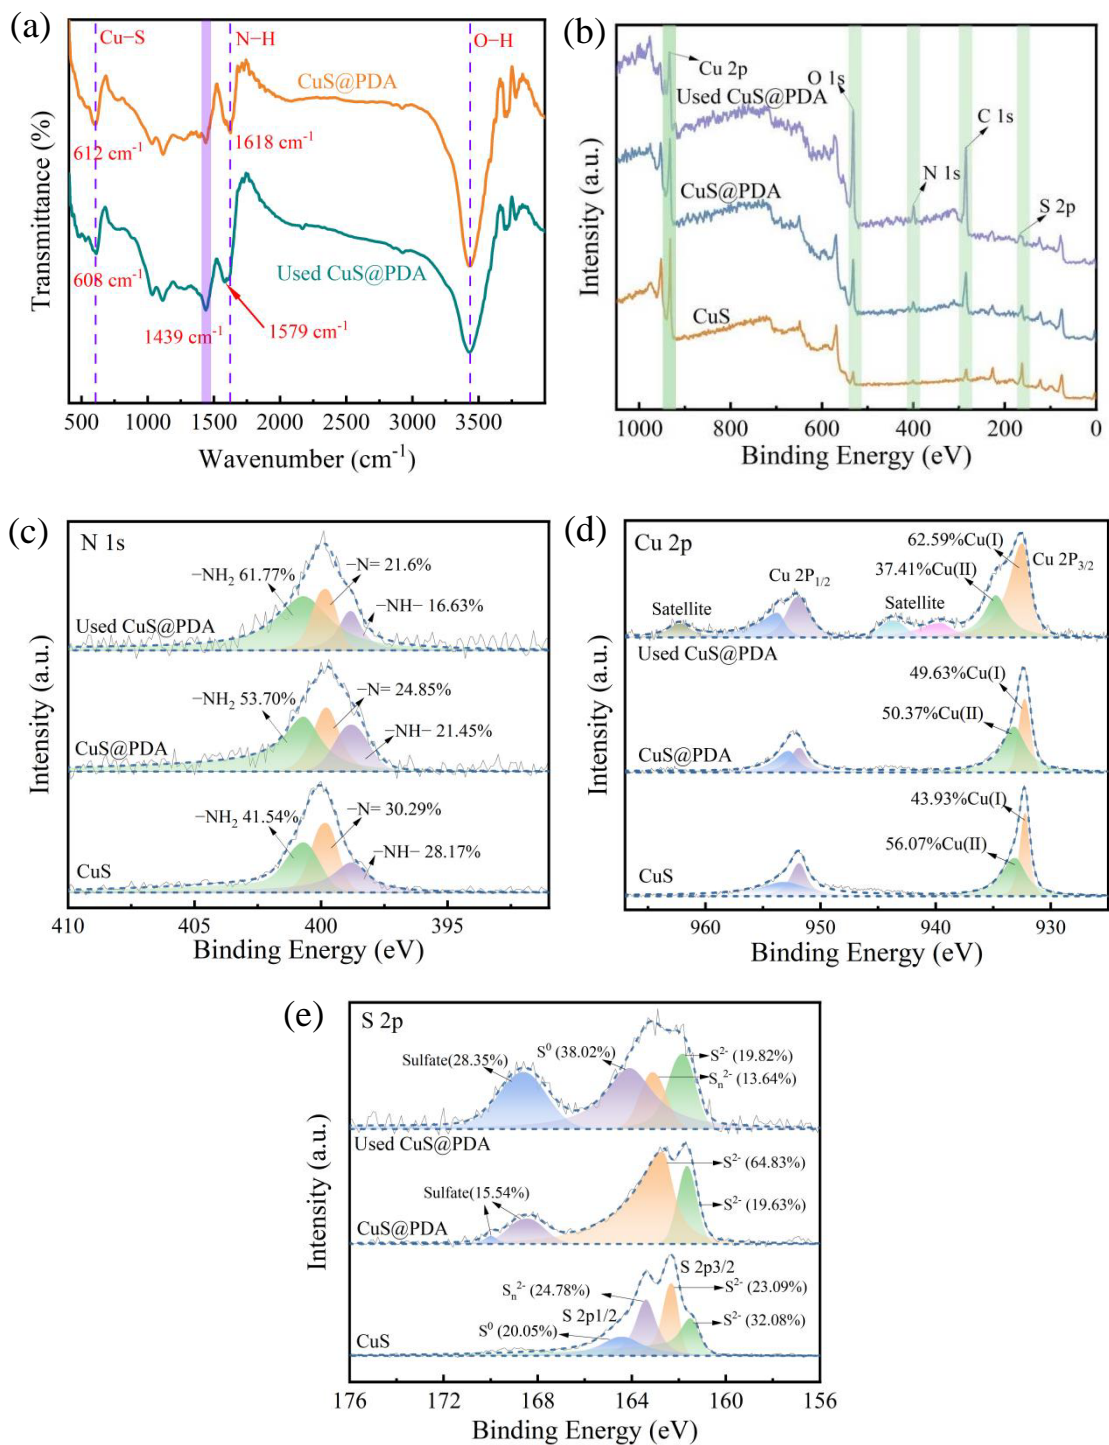 (a)
Cu−S
N−H
O−H
CuS@PDA
612 cm-1
1618 cm-1
Used CuS@PDA
608 cm-1
1439 cm-1
1579 cm-1
Transmittance (%)
500 1000 1500 2000 2500 3000 3500
Wavenumber (cm-1)
(b)
Cu 2p
O 1s
Used CuS@PDA
C 1s
N 1s
CuS@PDA
S 2p
CuS
Intensity (a.u.)
1000 800 600 400 200 0
Binding Energy (eV)
(c)
N 1s
−NH2 61.77%
−N= 21.6%
−NH− 16.63%
Used CuS@PDA
−NH2 53.70%
−N= 24.85%
−NH− 21.45%
CuS@PDA
−NH2 41.54%
−N= 30.29%
−NH− 28.17%
CuS
Intensity (a.u.)
410 405 400 395
Binding Energy (eV)
(d)
Cu 2p
62.59%Cu(I)
Cu 2P3/2
37.41%Cu(II)
Cu 2P1/2
Satellite
Satellite
Used CuS@PDA
49.63%Cu(I)
50.37%Cu(II)
CuS@PDA
43.93%Cu(I)
56.07%Cu(II)
CuS
Intensity (a.u.)
960 950 940 930
Binding Energy (eV)
(e)
S 2p
Sulfate(28.35%)
S0 (38.02%)
S2- (19.82%)
Sn2- (13.64%)
Used CuS@PDA
S2- (64.83%)
Sulfate(15.54%)
S2- (19.63%)
CuS@PDA
S 2p3/2
Sn2-
(24.78%)
S2- (23.09%)
S 2p1/2
S2- (32.08%)
S0 (20.05%)
CuS
Intensity (a.u.)
176 172 168 164 160 156
Binding Energy (eV)